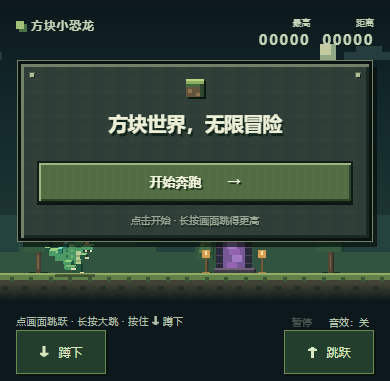 方块小恐龙
最高 距离
00000 00000
方块世界，无限冒险
开始奔跑 →
点击开始 · 长按画面跳得更高
点画面跳跃 · 长按大跳 · 按住 ↓ 蹲下
暂停 音效：关
↓ 蹲下
↑ 跳跃